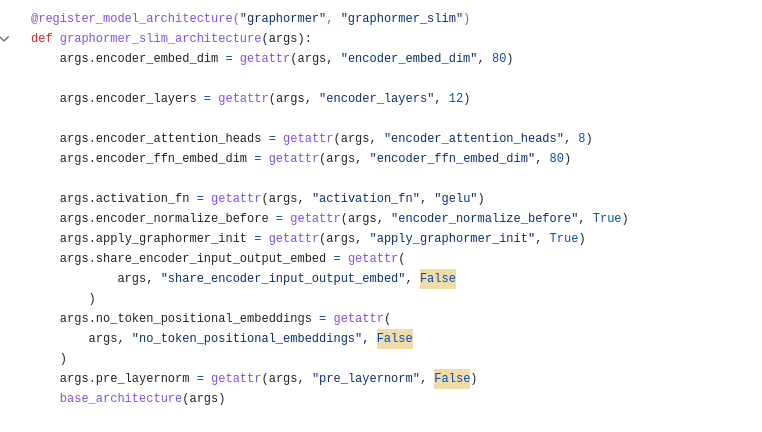 @register_model_architecture("graphormer", "graphormer_slim")
def graphormer_slim_architecture(args):
    args.encoder_embed_dim = getattr(args, "encoder_embed_dim", 80)

    args.encoder_layers = getattr(args, "encoder_layers", 12)

    args.encoder_attention_heads = getattr(args, "encoder_attention_heads", 8)
    args.encoder_ffn_embed_dim = getattr(args, "encoder_ffn_embed_dim", 80)

    args.activation_fn = getattr(args, "activation_fn", "gelu")
    args.encoder_normalize_before = getattr(args, "encoder_normalize_before", True)
    args.apply_graphormer_init = getattr(args, "apply_graphormer_init", True)
    args.share_encoder_input_output_embed = getattr(
            args, "share_encoder_input_output_embed", False
        )
    args.no_token_positional_embeddings = getattr(
        args, "no_token_positional_embeddings", False
    )
    args.pre_layernorm = getattr(args, "pre_layernorm", False)
    base_architecture(args)